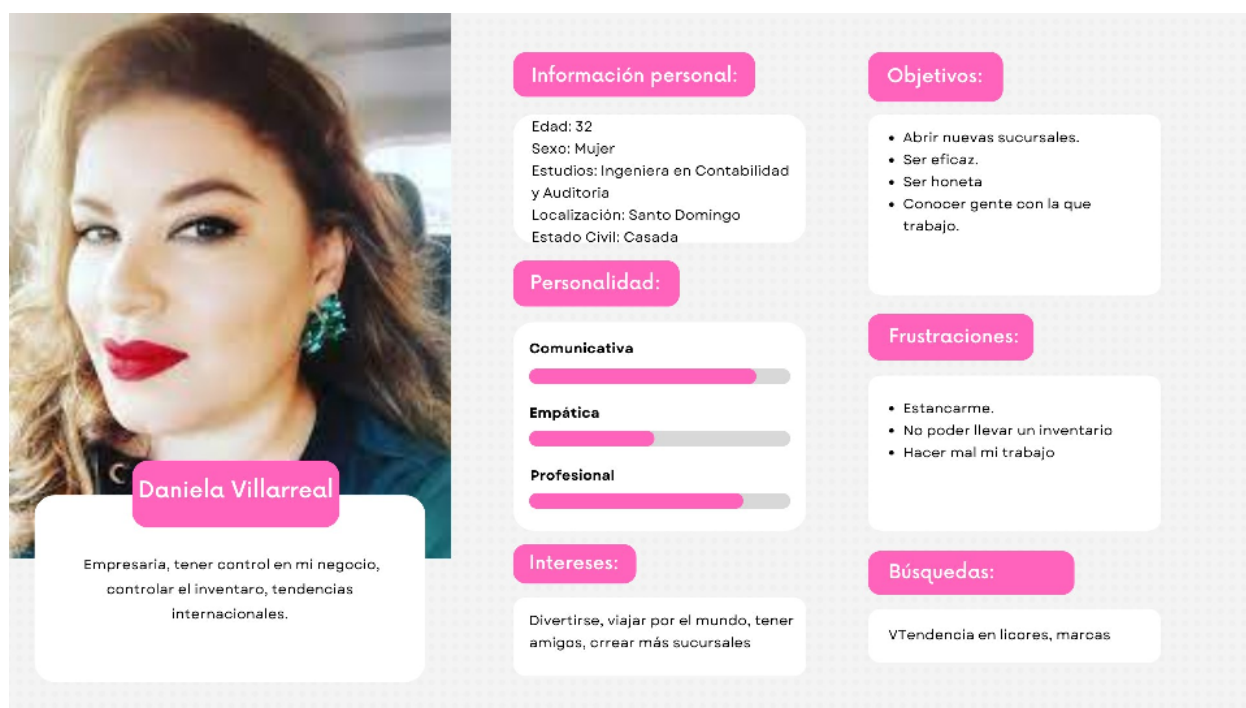 Daniela Villarreal
Empresaria, tener control en mi negocio,
controlar el inventaro, tendencias
internacionales.
Información personal:
Edad: 32
Sexo: Mujer
Estudios: Ingeniera en Contabilidad
y Auditoria
Localización: Santo Domingo
Estado Civil: Casada
Personalidad:
Comunicativa
Empática
Profesional
Intereses:
Divertirse, viajar por el mundo, tener
amigos, crrear más sucursales
Objetivos:
• Abrir nuevas sucursales.
• Ser eficaz.
• Ser honeta
• Conocer gente con la que
trabajo.
Frustraciones:
• Estancarme.
• No poder llevar un inventario
• Hacer mal mi trabajo
Búsquedas:
VTendencia en licores, marcas